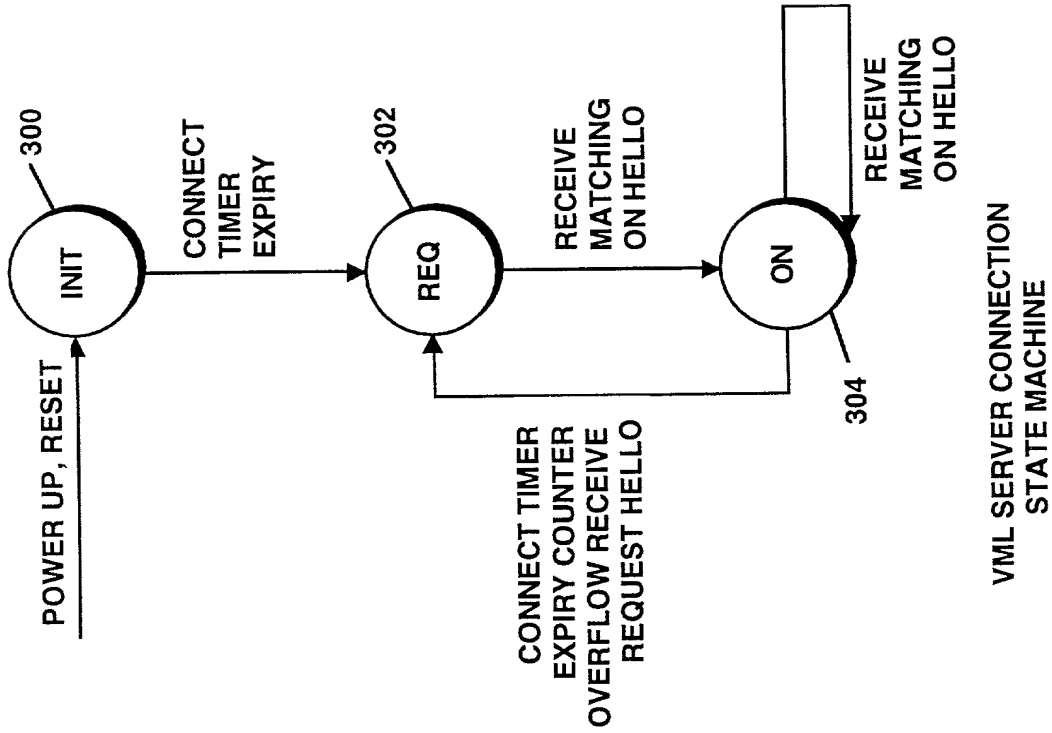 POWER UP, RESET
INIT
300
CONNECT
TIMER
EXPIRY
REQ
302
CONNECT TIMER
EXPIRY COUNTER
OVERFLOW RECEIVE
REQUEST HELLO
RECEIVE
MATCHING
ON HELLO
ON
304
RECEIVE
MATCHING
ON HELLO
VML SERVER CONNECTION
STATE MACHINE